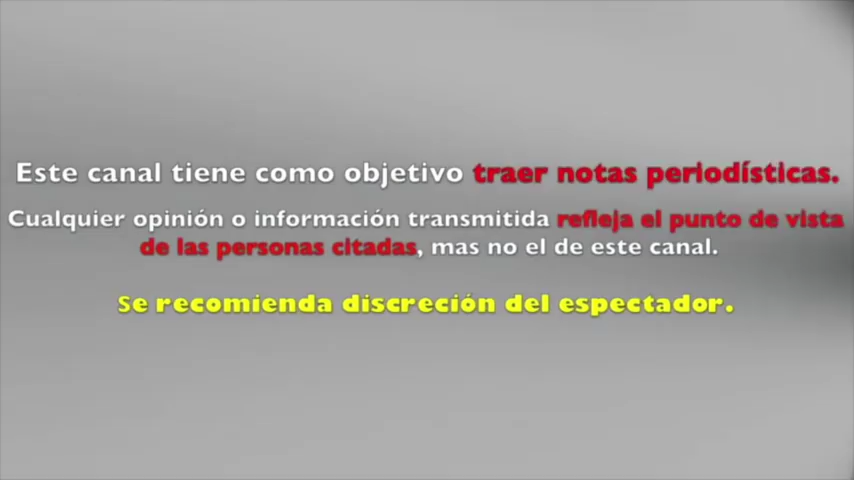 Este canal tiene como objetivo traer notas periodísticas.
Cualquier opinión o información transmitida refleja el punto de vista
de las personas citadas, mas no el de este canal.
Se recomienda discreción del espectador.